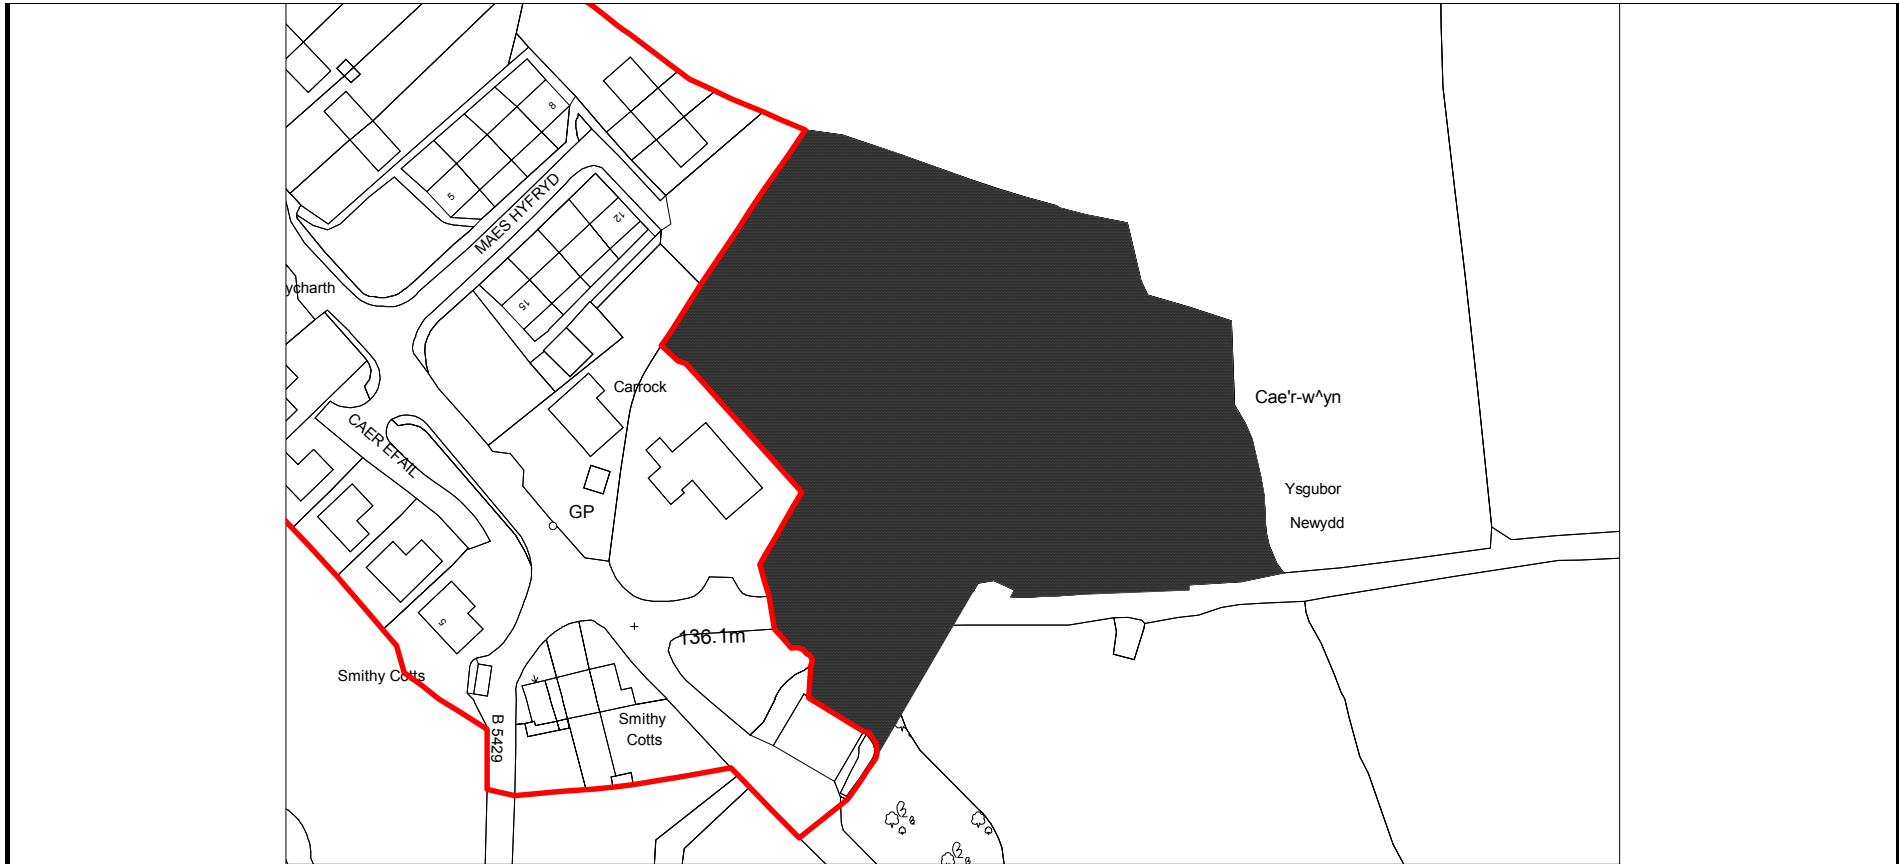 8
5
MAES HYFRYD
12
15
ycharth
Carrock
CAER EFAIL
Cae'r-w^yn
Ysgubor
Newydd
GP
5
136.1m
Smithy Cotts
Smithy
Cotts
B 5429